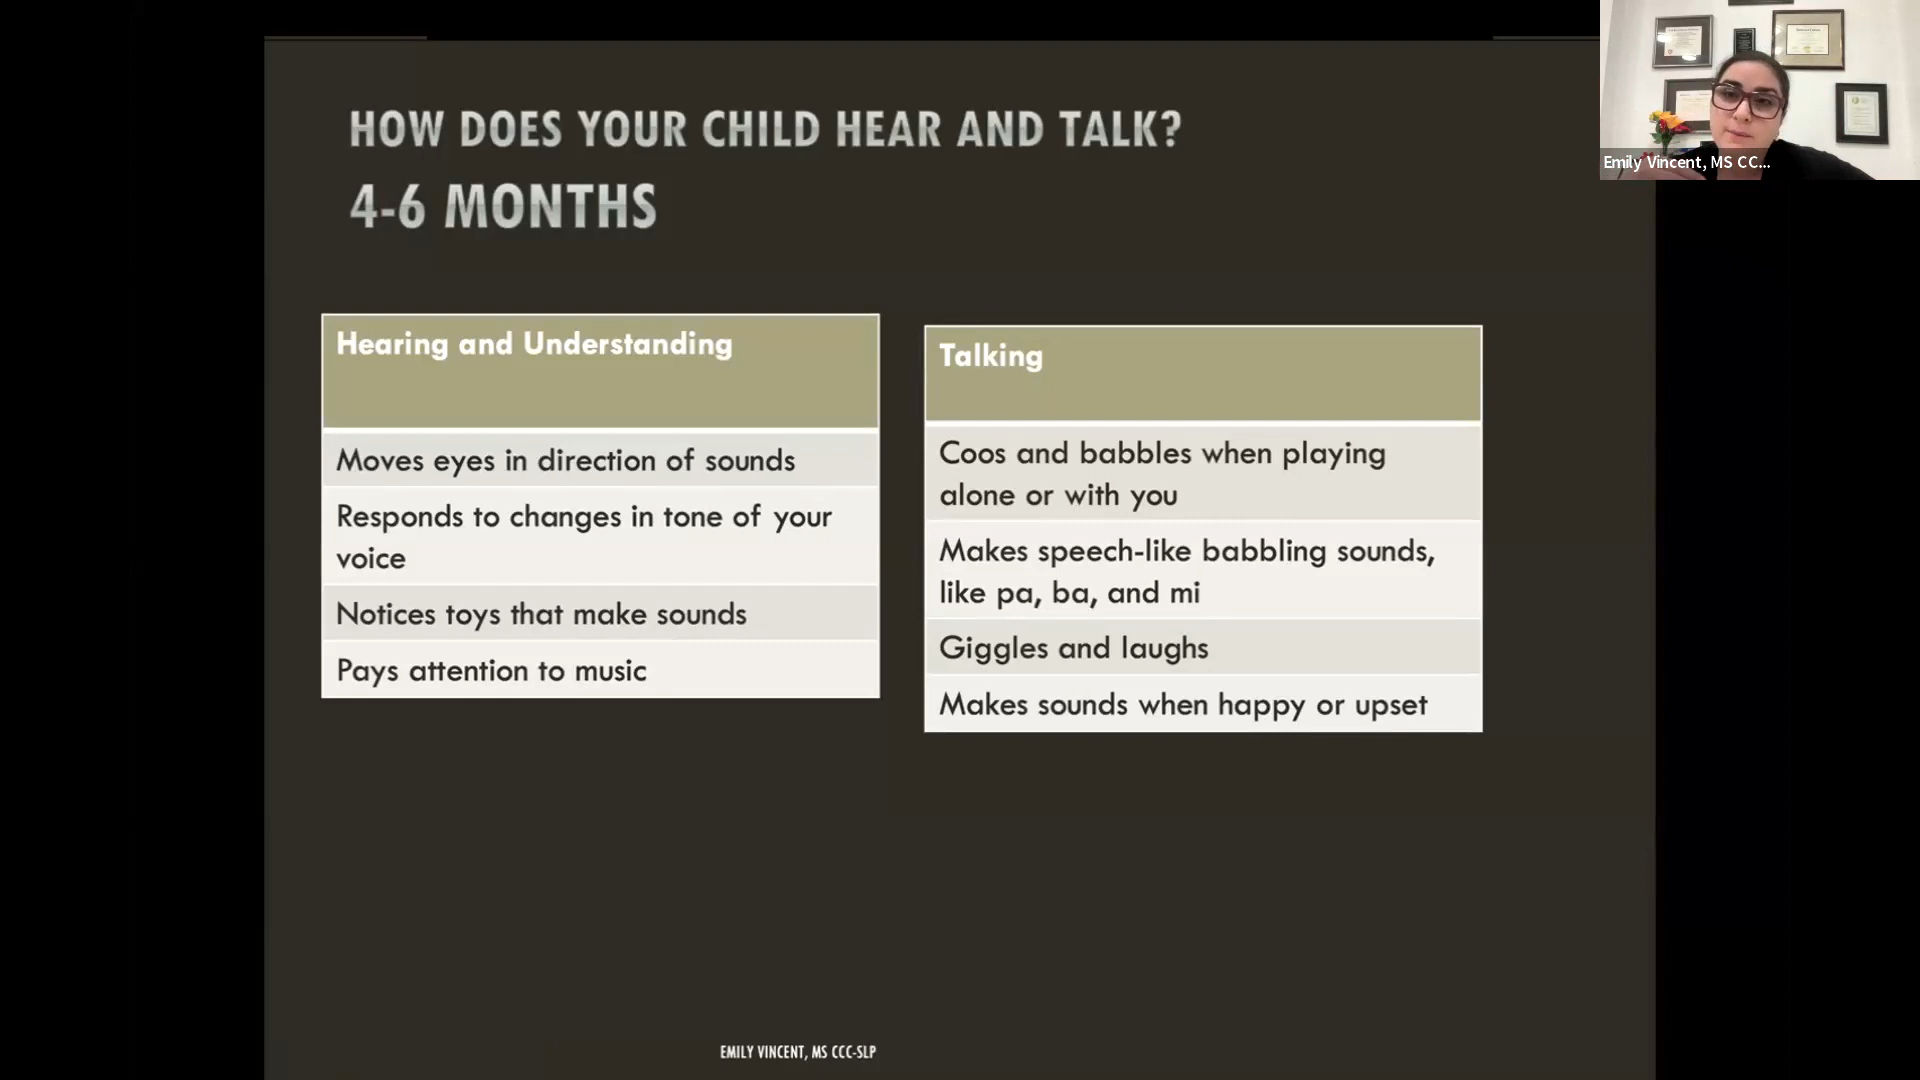 HOW DOES YOUR CHILD HEAR AND TALK?
4-6 MONTHS
Hearing and Understanding
Moves eyes in direction of sounds
Responds to changes in tone of your
voice
Notices toys that make sounds
Pays attention to music
Talking
Coos and babbles when playing
alone or with you
Makes speech-like babbling sounds,
like pa, ba, and mi
Giggles and laughs
Makes sounds when happy or upset
EMILY VINCENT, MS CCC-SLP
Emily Vincent, MS CC...